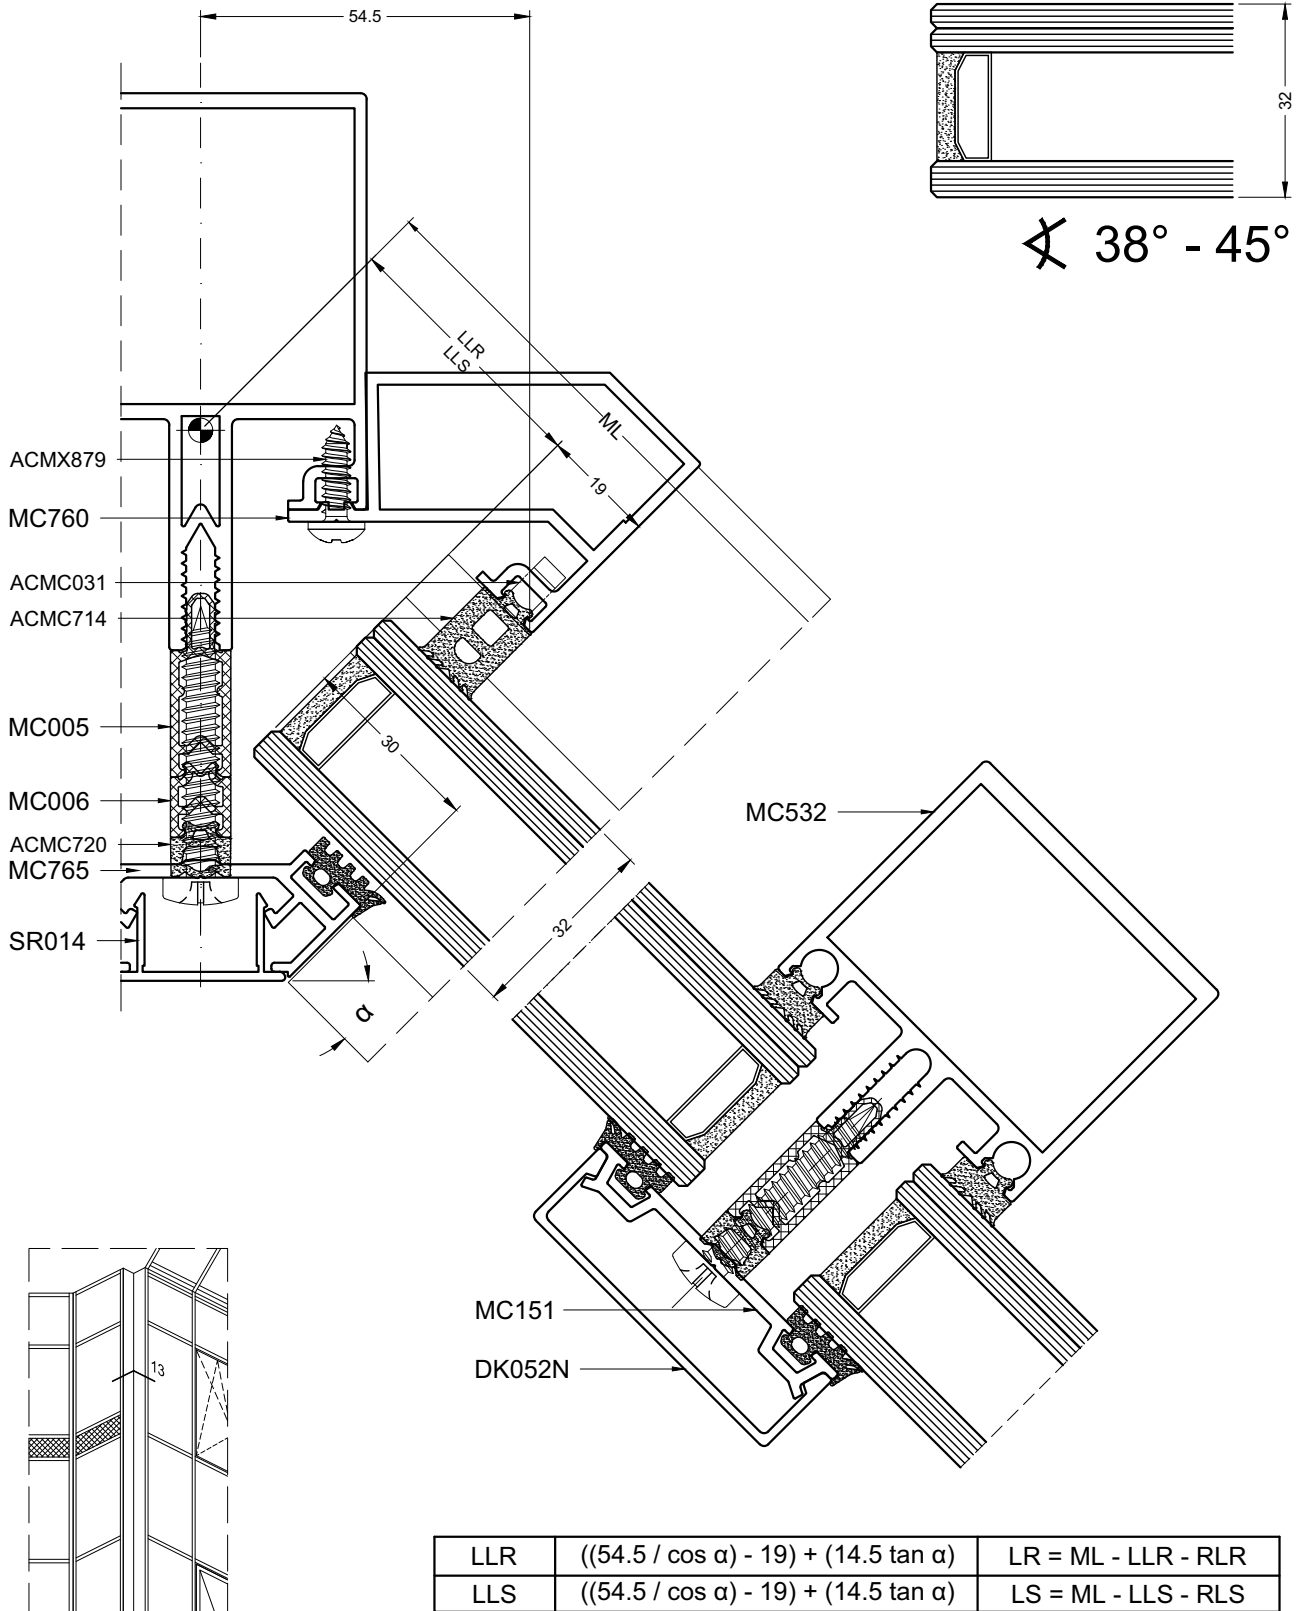 54.5
32
38° - 45°
LLR
LLS
ML
19
ACMX879
MC760
ACMC031
ACMC714
MC005
30
MC006
MC532
ACMC720
MC765
SR014
32
α
MC151
DK052N
13
LLR ((54.5 / cos α) - 19) + (14.5 tan α) LR = ML - LLR - RLR
LLS ((54.5 / cos α) - 19) + (14.5 tan α) LS = ML - LLS - RLS